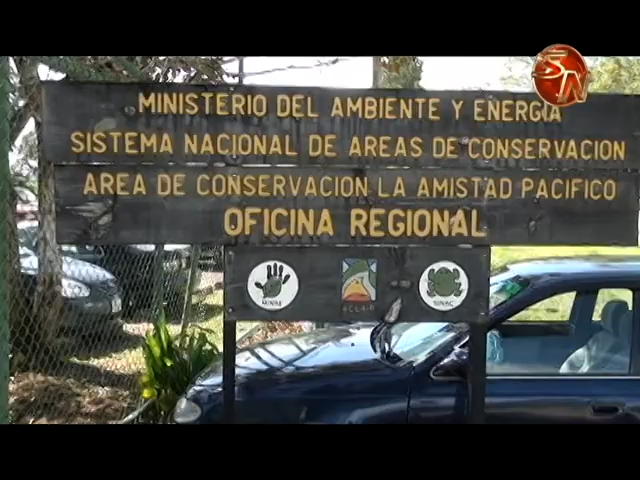 MINISTERIO DEL AMBIENTE Y ENERGIA
SISTEMA NACIONAL DE AREAS DE CONSERVACION
AREA DE CONSERVACION LA AMISTAD PACIFICO
OFICINA REGIONAL
MINAE
SINAC
SN